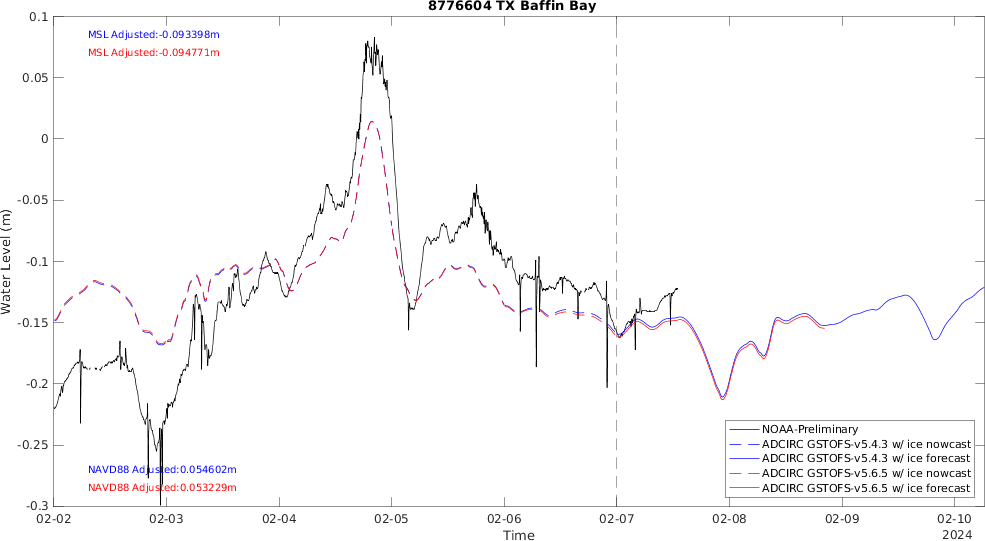 8776604 TX Baffin Bay
MSL Adjusted:-0.093398m
MSL Adjusted:-0.094771m
0.1
0.05
0
-0.05
-0.1
-0.15
-0.2
-0.25
-0.3
Water Level (m)
NAVD88 Adjusted:0.054602m
NAVD88 Adjusted:0.053229m
NOAA-Preliminary
ADCIRC GSTOFS-v5.4.3 w/ ice nowcast
ADCIRC GSTOFS-v5.4.3 w/ ice forecast
ADCIRC GSTOFS-v5.6.5 w/ ice nowcast
ADCIRC GSTOFS-v5.6.5 w/ ice forecast
02-02 02-03 02-04 02-05 02-06 02-07 02-08 02-09 02-10
Time
2024